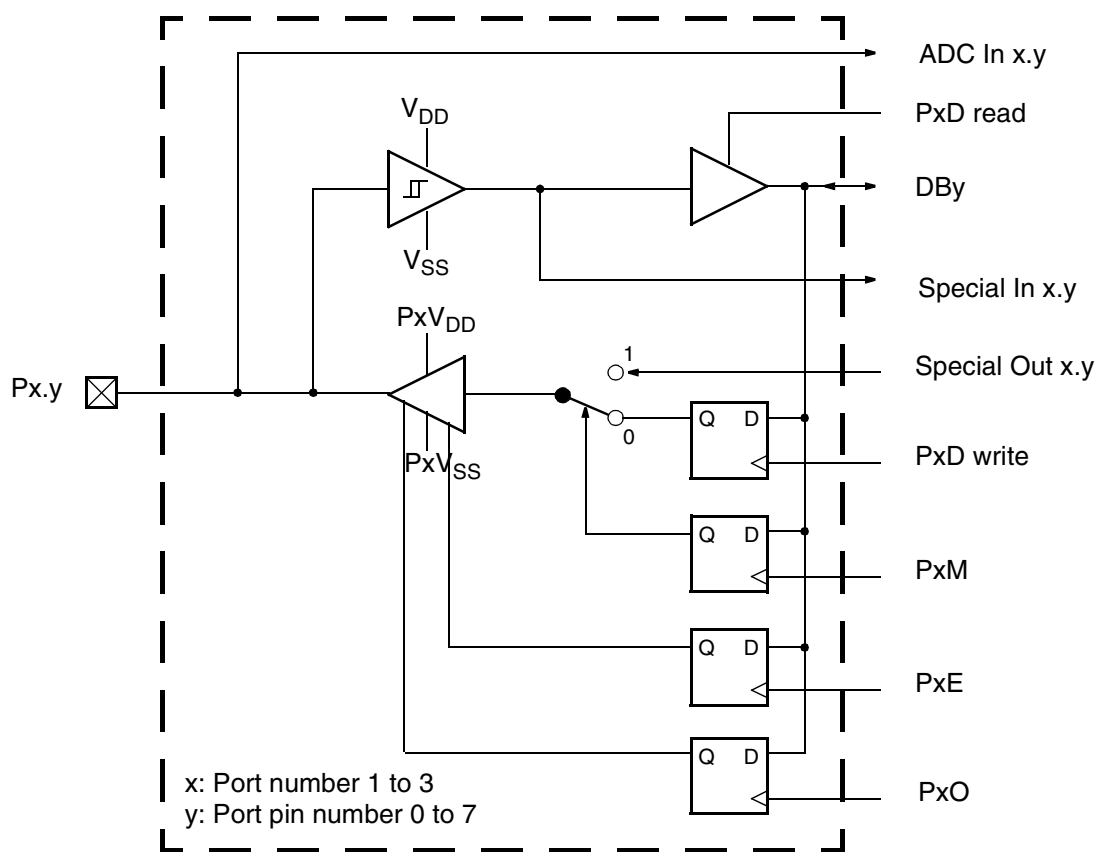 ADC In x.y
PxD read
VDD
DBy
VSS
Special In x.y
PxVDD
1
Special Out x.y
Px.y
0
Q D
PxVSS
PxD write
Q D
PxM
Q D
PxE
Q D
x: Port number 1 to 3
y: Port pin number 0 to 7
PxO